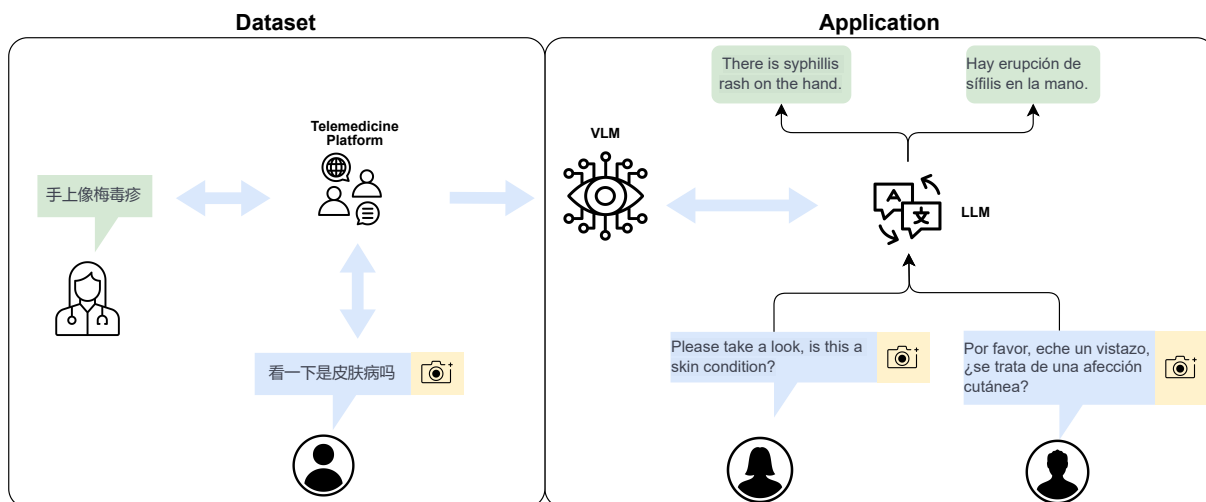 Dataset
Telemedicine
Platform
手上像梅毒疹
看一下是皮肤病吗
Application
There is syphillis
rash on the hand.
Hay erupción de
sífilis en la mano.
VLM
A
文
LLM
Please take a look, is this a
skin condition?
Por favor, eche un vistazo,
¿se trata de una afección
cutánea?